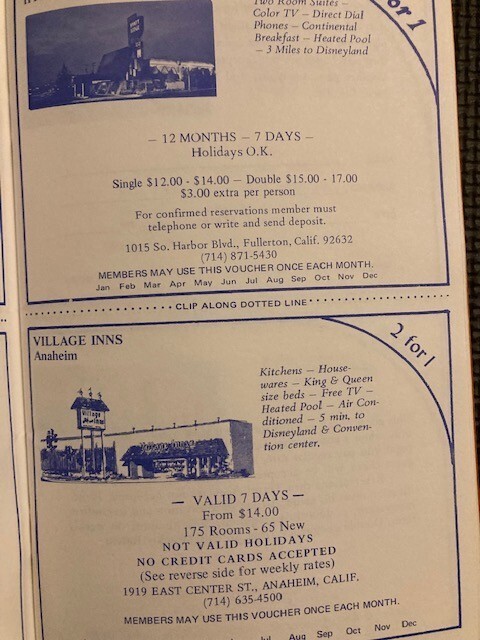 Two Room Suites –
Color TV – Direct Dial
Phones – Continental
Breakfast – Heated Pool
– 3 Miles to Disneyland
or 1
– 12 MONTHS – 7 DAYS –
Holidays O.K.
Single $12.00 - $14.00 – Double $15.00 - 17.00
$3.00 extra per person
For confirmed reservations member must
telephone or write and send deposit.
1015 So. Harbor Blvd., Fullerton, Calif. 92632
(714) 871-5430
MEMBERS MAY USE THIS VOUCHER ONCE EACH MONTH.
Jan Feb Mar Apr May Jun Jul Aug Sep Oct Nov Dec
CLIP ALONG DOTTED LINE
VILLAGE INNS
Anaheim
2 for 1
Kitchens – House-
wares – King & Queen
size beds – Free TV –
Heated Pool – Air Con-
ditioned – 5 min. to
Disneyland & Conven-
tion center.
Village
Inn
– VALID 7 DAYS –
From $14.00
175 Rooms - 65 New
NOT VALID HOLIDAYS
NO CREDIT CARDS ACCEPTED
(See reverse side for weekly rates)
1919 EAST CENTER ST., ANAHEIM, CALIF.
(714) 635-4500
MEMBERS MAY USE THIS VOUCHER ONCE EACH MONTH.
Jul Aug Sep Oct Nov Dec